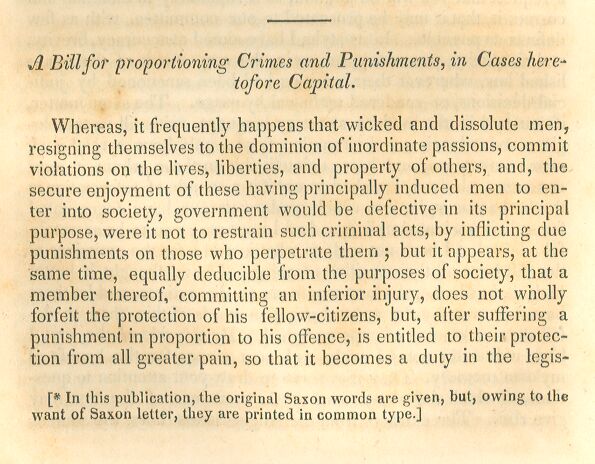 A Bill for proportioning Crimes and Punishments, in Cases here-
tofore Capital.
Whereas, it frequently happens that wicked and dissolute men,
resigning themselves to the dominion of inordinate passions, commit
violations on the lives, liberties, and property of others, and, the
secure enjoyment of these having principally induced men to en-
ter into society, government would be defective in its principal
purpose, were it not to restrain such criminal acts, by inflicting due
punishments on those who perpetrate them ; but it appears, at the
same time, equally deducible from the purposes of society, that a
member thereof, committing an inferior injury, does not wholly
forfeit the protection of his fellow-citizens, but, after suffering a
punishment in proportion to his offence, is entitled to their protec-
tion from all greater pain, so that it becomes a duty in the legis-
[* In this publication, the original Saxon words are given, but, owing to the
want of Saxon letter, they are printed in common type.]